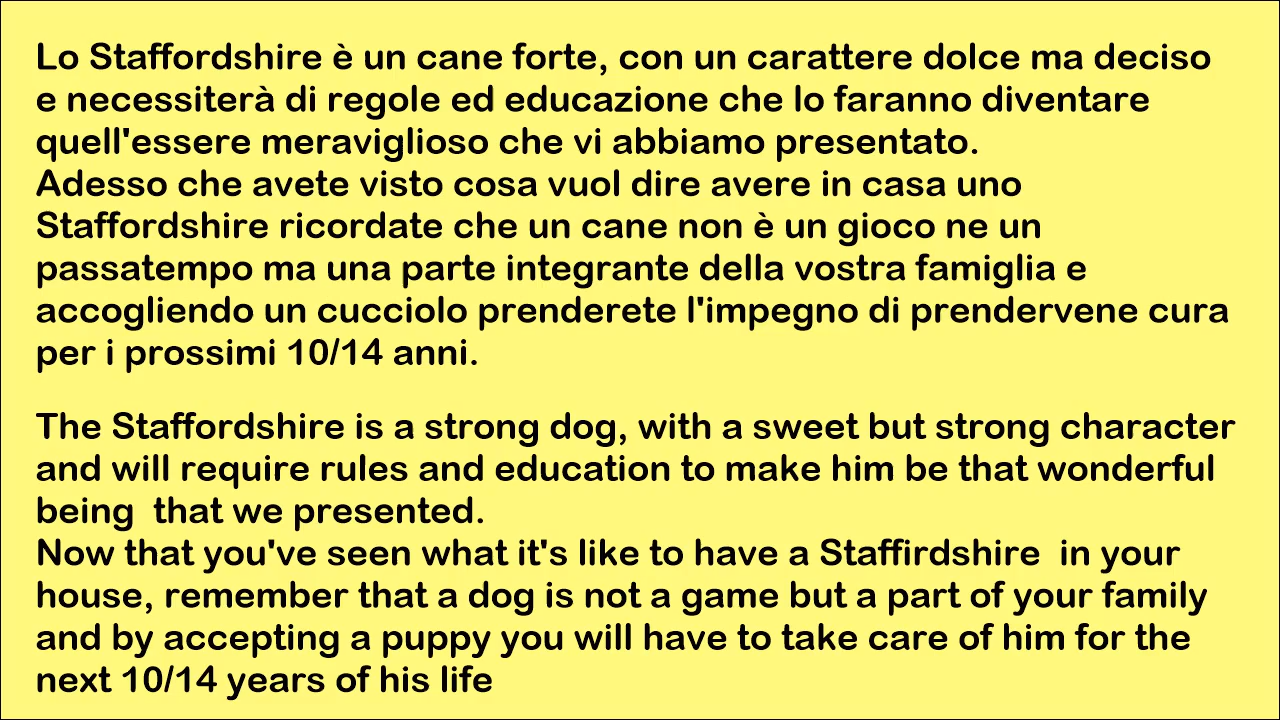 Lo Staffordshire è un cane forte, con un carattere dolce ma deciso
e necessiterà di regole ed educazione che lo faranno diventare
quell'essere meraviglioso che vi abbiamo presentato.
Adesso che avete visto cosa vuol dire avere in casa uno
Staffordshire ricordate che un cane non è un gioco ne un
passatempo ma una parte integrante della vostra famiglia e
accogliendo un cucciolo prenderete l'impegno di prendervene cura
per i prossimi 10/14 anni.
The Staffordshire is a strong dog, with a sweet but strong character
and will require rules and education to make him be that wonderful
being  that we presented.
Now that you've seen what it's like to have a Staffirdshire  in your
house, remember that a dog is not a game but a part of your family
and by accepting a puppy you will have to take care of him for the
next 10/14 years of his life